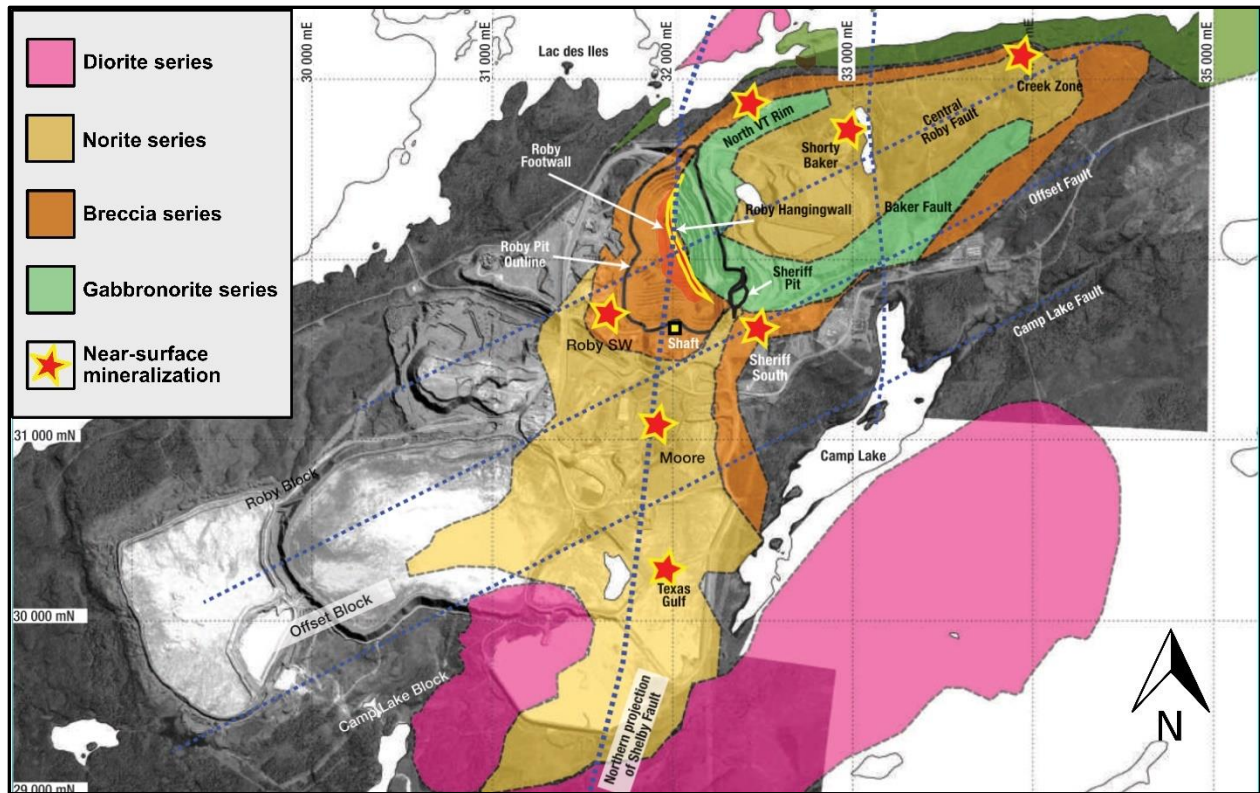 Diorite series
Norite series
Breccia series
Gabbronorite series
Near-surface
mineralization
30 000 mE
31 000 mE
32 000 mE
33 000 mE
35 000 mE
Lac des Iles
Creek Zone
North VT Rim
Central
Roby Fault
Roby
Footwall
Shorty
Baker
Roby Hangingwall
Baker Fault
Offset Fault
Roby Pit
Outline
Sheriff
Pit
Camp Lake Fault
Roby SW
Shaft
Sheriff
South
31 000 mN
Moore
Camp Lake
Roby Block
Texas
Gulf
30 000 mN
Offset Block
Camp Lake Block
Northern projection
of Shelby Fault
N
29 000 mN